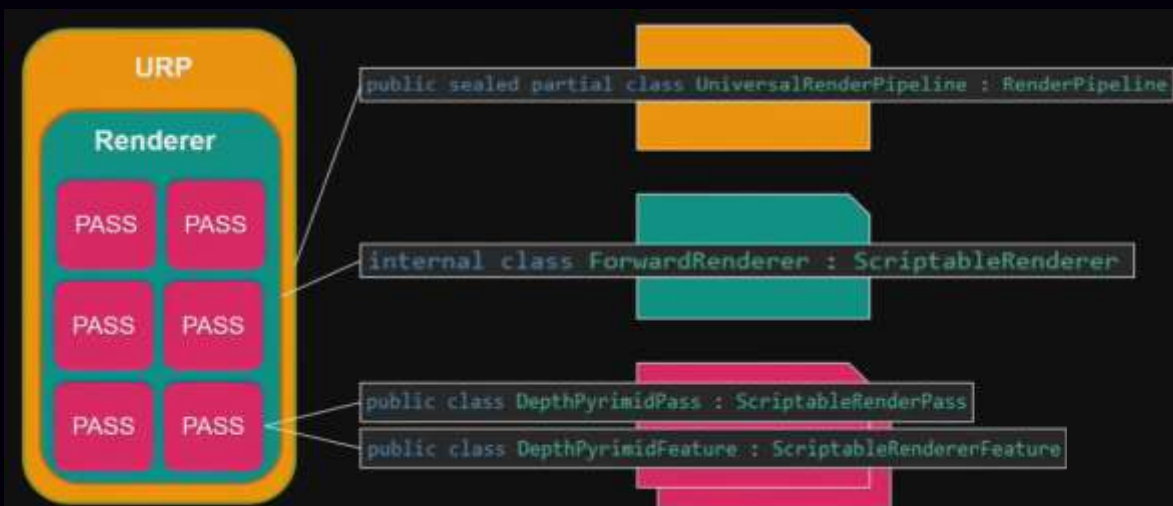 URP
Renderer
PASS PASS
PASS PASS
PASS PASS
public sealed partial class UniversalRenderPipeline : RenderPipeline
internal class ForwardRenderer : ScriptableRenderer
public class DepthPyrimidPass : ScriptableRenderPass
public class DepthPyrimidFeature : ScriptableRendererFeature